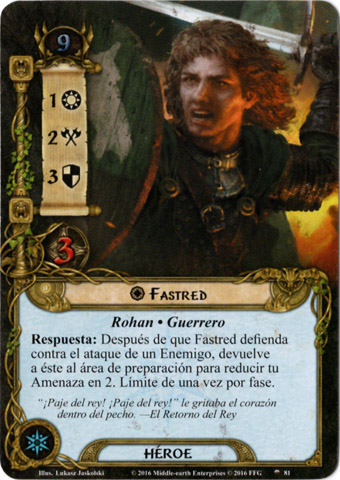 9
1
2
3
3
Fastred
Rohan • Guerrero
Respuesta: Después de que Fastred defienda
contra el ataque de un Enemigo, devuelve
a éste al área de preparación para reducir tu
Amenaza en 2. Límite de una vez por fase.
“¡Paje del rey! ¡Paje del rey!” le gritaba el corazón
dentro del pecho. —El Retorno del Rey
HÉROE
Illus. Lukasz Jaskolski
© 2016 Middle-earth Enterprises © 2016 FFG
81